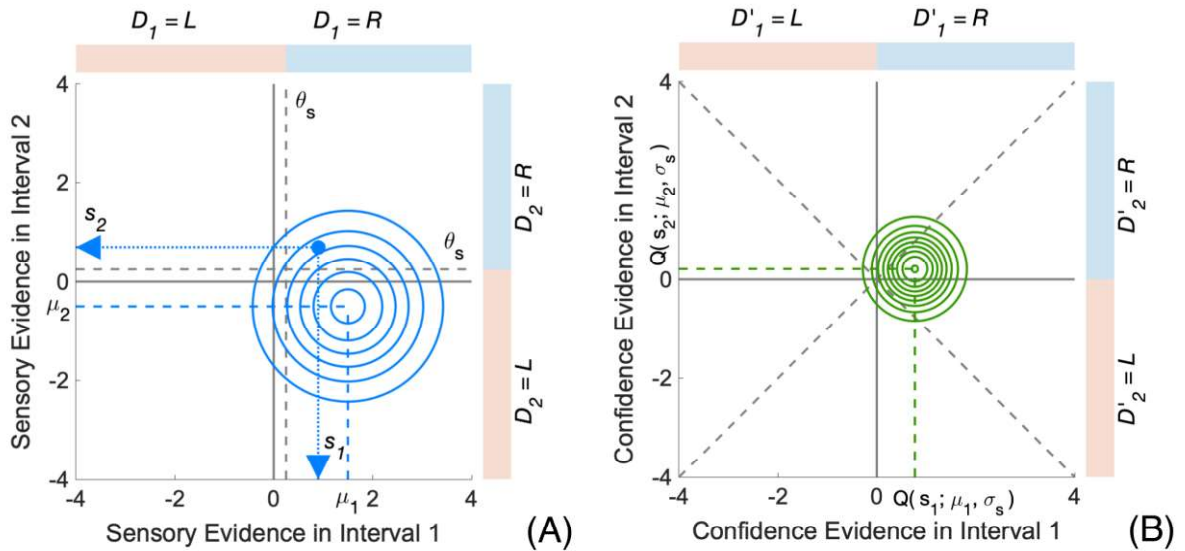 D₁ = L D₁ = R
4
2
0
-2
-4
-4 -2 0 2 4
θₛ
θₛ
s₂
s₁
μ₂
μ₁
Sensory Evidence in Interval 2
Sensory Evidence in Interval 1
D₂ = R
D₂ = L
(A)
D'₁ = L D'₁ = R
4
2
0
-2
-4
-4 -2 0 2 4
Q(s₂; μ₂, σₛ)
Q(s₁; μ₁, σₛ)
Confidence Evidence in Interval 2
Confidence Evidence in Interval 1
D'₂ = R
D'₂ = L
(B)